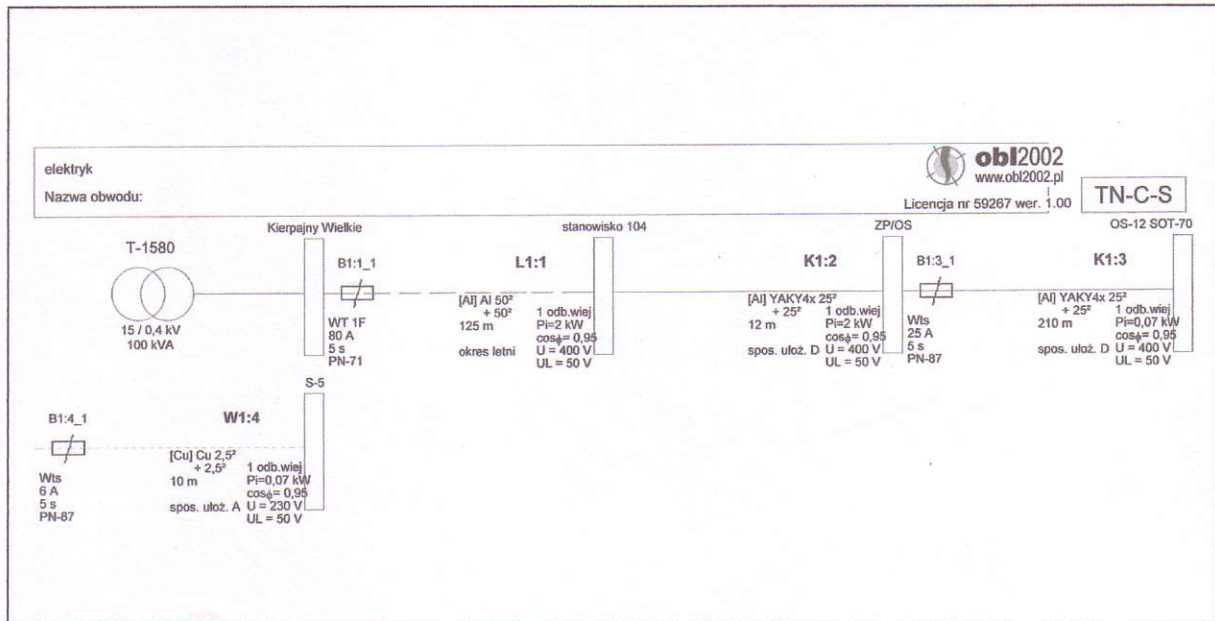 elektryk
Nazwa obwodu:
obl2002
www.obl2002.pl
Licencja nr 59267 wer. 1.00
TN-C-S
T-1580
15 / 0,4 kV
100 kVA
Kierpajny Wielkie
B1:1_1
WT 1F
80 A
5 s
PN-71
L1:1
[Al] Al 50²
+ 50²
125 m
okres letni
stanowisko 104
1 odb.wiej
Pi=2 kW
cosϕ= 0,95
U = 400 V
UL = 50 V
K1:2
[Al] YAKY4x 25²
+ 25²
12 m
spos. ułoż. D
ZP/OS
1 odb.wiej
Pi=2 kW
cosϕ= 0,95
U = 400 V
UL = 50 V
B1:3_1
Wts
25 A
5 s
PN-87
K1:3
[Al] YAKY4x 25²
+ 25²
210 m
spos. ułoż. D
OS-12 SOT-70
1 odb.wiej
Pi=0,07 kW
cosϕ= 0,95
U = 400 V
UL = 50 V
B1:4_1
Wts
6 A
5 s
PN-87
W1:4
[Cu] Cu 2,5²
+ 2,5²
10 m
spos. ułoż. A
S-5
1 odb.wiej
Pi=0,07 kW
cosϕ= 0,95
U = 230 V
UL = 50 V